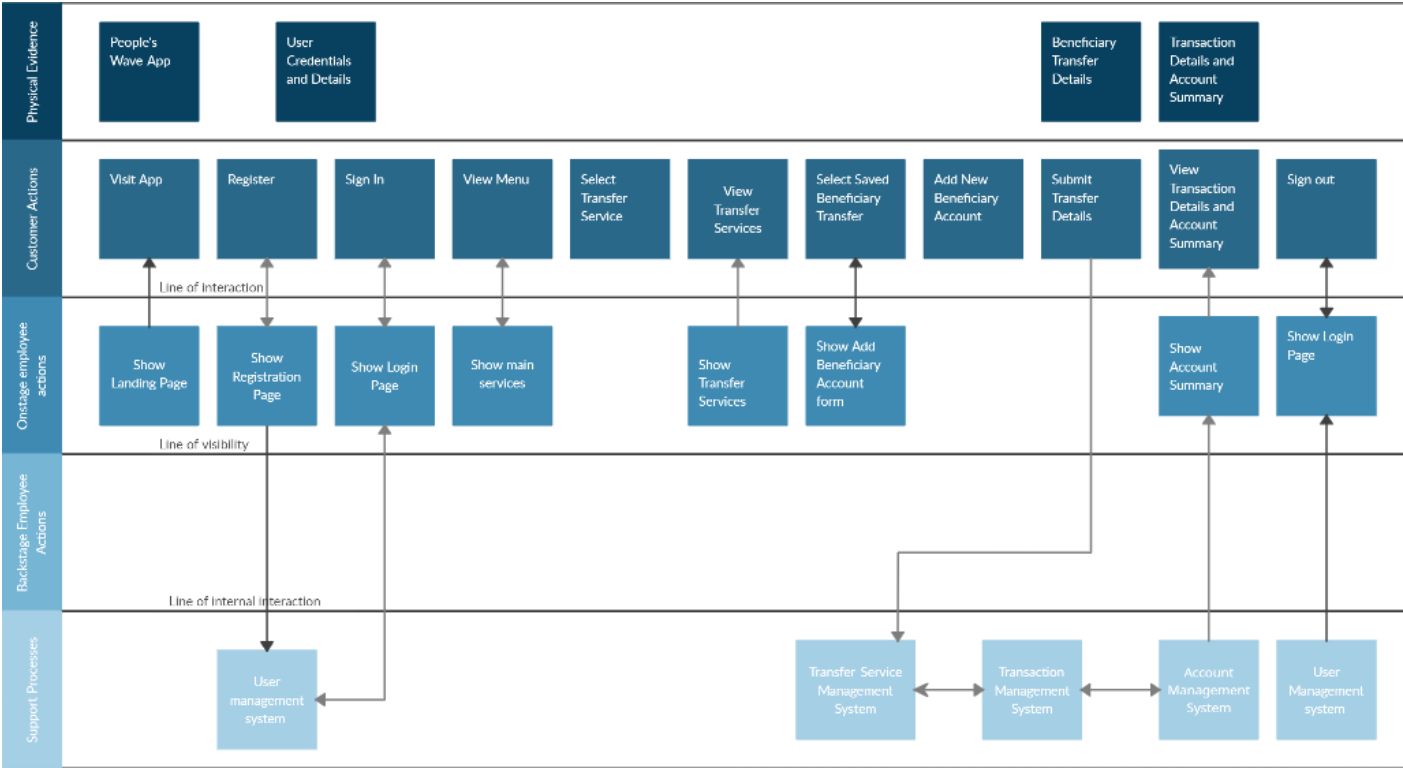 Physical Evidence
People's
Wave App
User
Credentials
and Details
Beneficiary
Transfer
Details
Transaction
Details and
Account
Summary
Customer Actions
Visit App
Register
Sign In
View Menu
Select
Transfer
Service
View
Transfer
Services
Select Saved
Beneficiary
Transfer
Add New
Beneficiary
Account
Submit
Transfer
Details
View
Transaction
Details and
Account
Summary
Sign out
Line of interaction
Onstage employee
actions
Show
Landing Page
Show
Registration
Page
Show Login
Page
Show main
services
Show
Transfer
Services
Show Add
Beneficiary
Account
form
Show
Account
Summary
Show Login
Page
Line of visibility
Backstage Employee
Actions
Line of internal interaction
Support Processes
User
management
system
Transfer Service
Management
System
Transaction
Management
System
Account
Management
System
User
Management
system